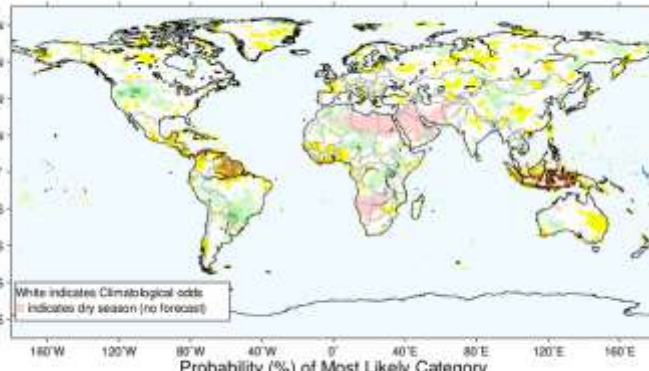 White indicates Climatological odds
indicates dry season (no forecast)
160°W 120°W 80°W 40°W 0° 40°E 80°E 120°E 160°E
Probability (%) of Most Likely Category